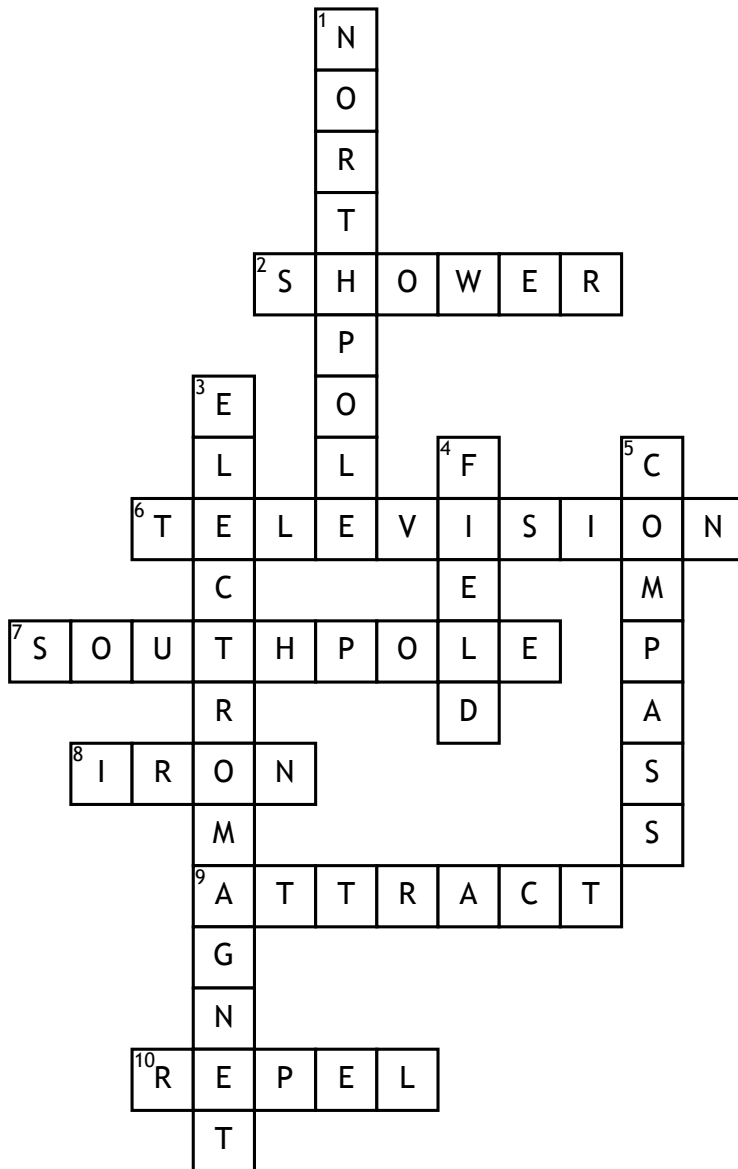 1 N
O
R
T
2 S H O W E R
P
3 E O
L L 4 F 5 C
6 T E L E V I S I O N
C E M
7 S O U T H P O L E P
R D A
8 I R O N S
M S
9 A T T R A C T
G
N
10 R E P E L
T